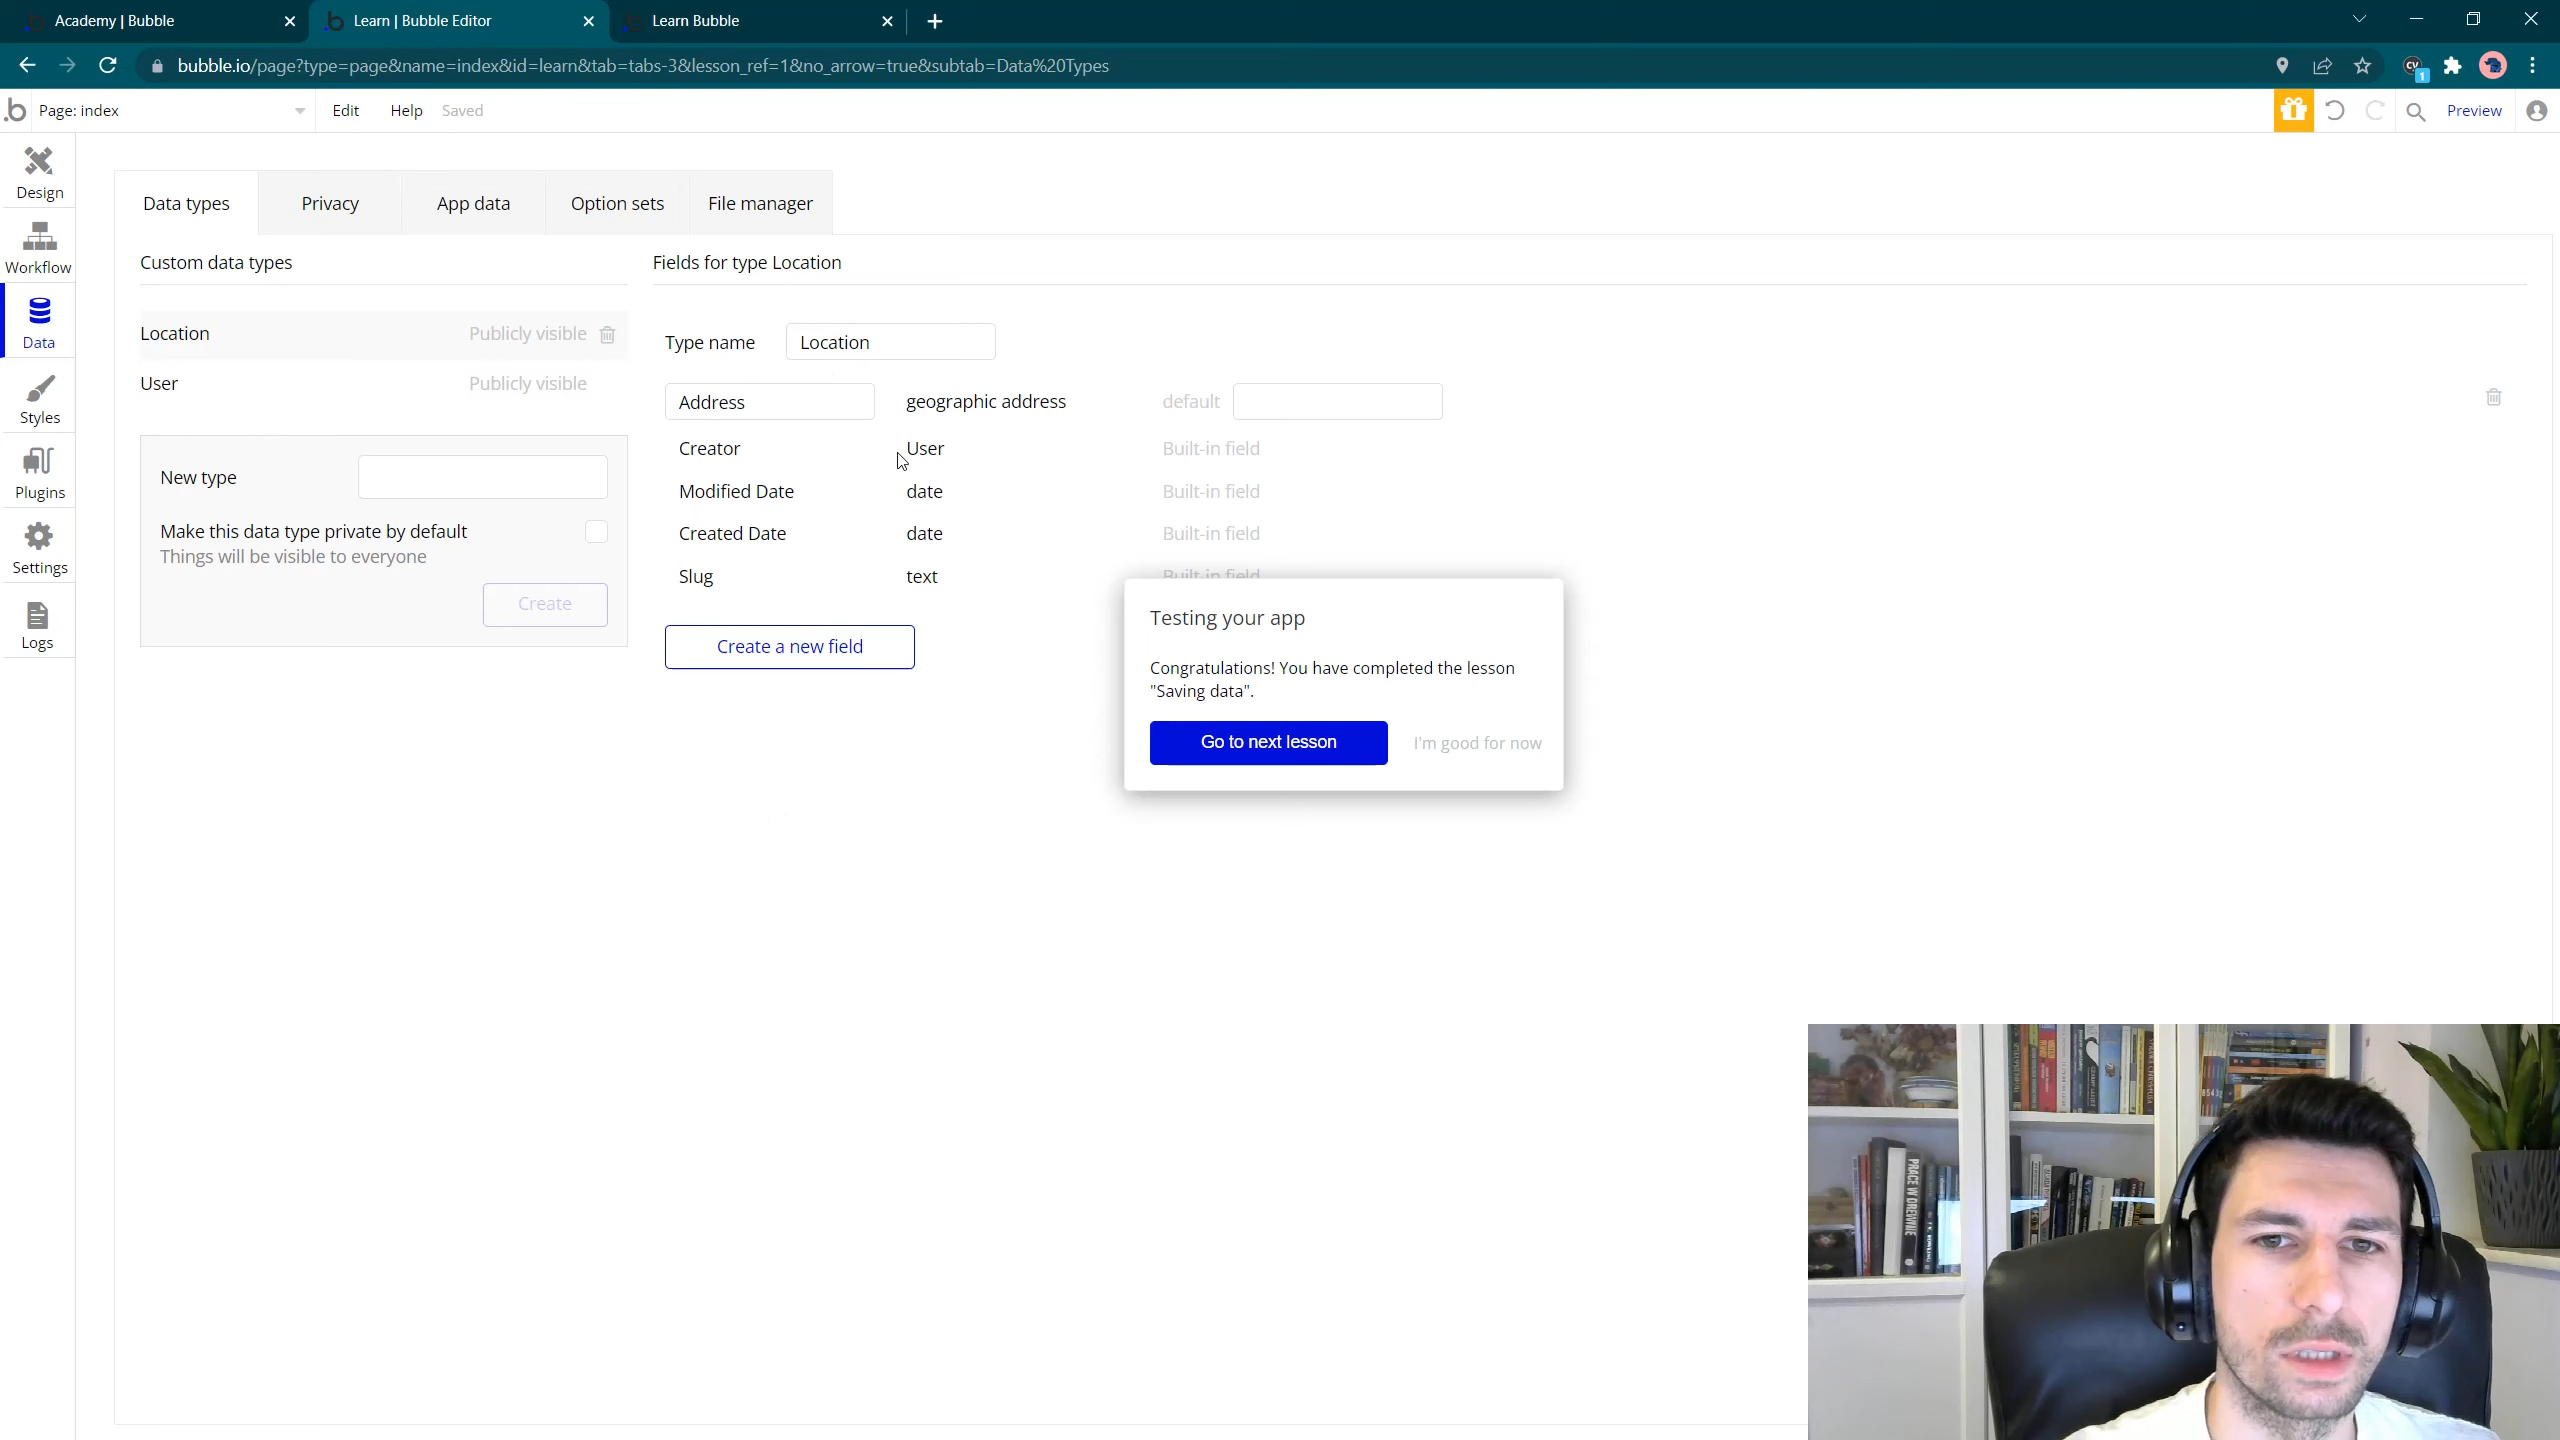 Academy | Bubble
Learn | Bubble Editor
Learn Bubble
bubble.io/page?type=page&name=index&id=learn&tab=tabs-3&lesson_ref=1&no_arrow=true&subtab=Data%20Types
Page: index
Edit
Help
Saved
Preview
Design
Workflow
Data
Styles
Plugins
Settings
Logs
Data types
Privacy
App data
Option sets
File manager
Custom data types
Location
Publicly visible
User
Publicly visible
New type
Make this data type private by default
Things will be visible to everyone
Create
Fields for type Location
Type name
Location
Address
geographic address
default
Creator
User
Built-in field
Modified Date
date
Built-in field
Created Date
date
Built-in field
Slug
text
Built-in field
Create a new field
Testing your app
Congratulations! You have completed the lesson
"Saving data".
Go to next lesson
I'm good for now
PRACE W DREWNIE